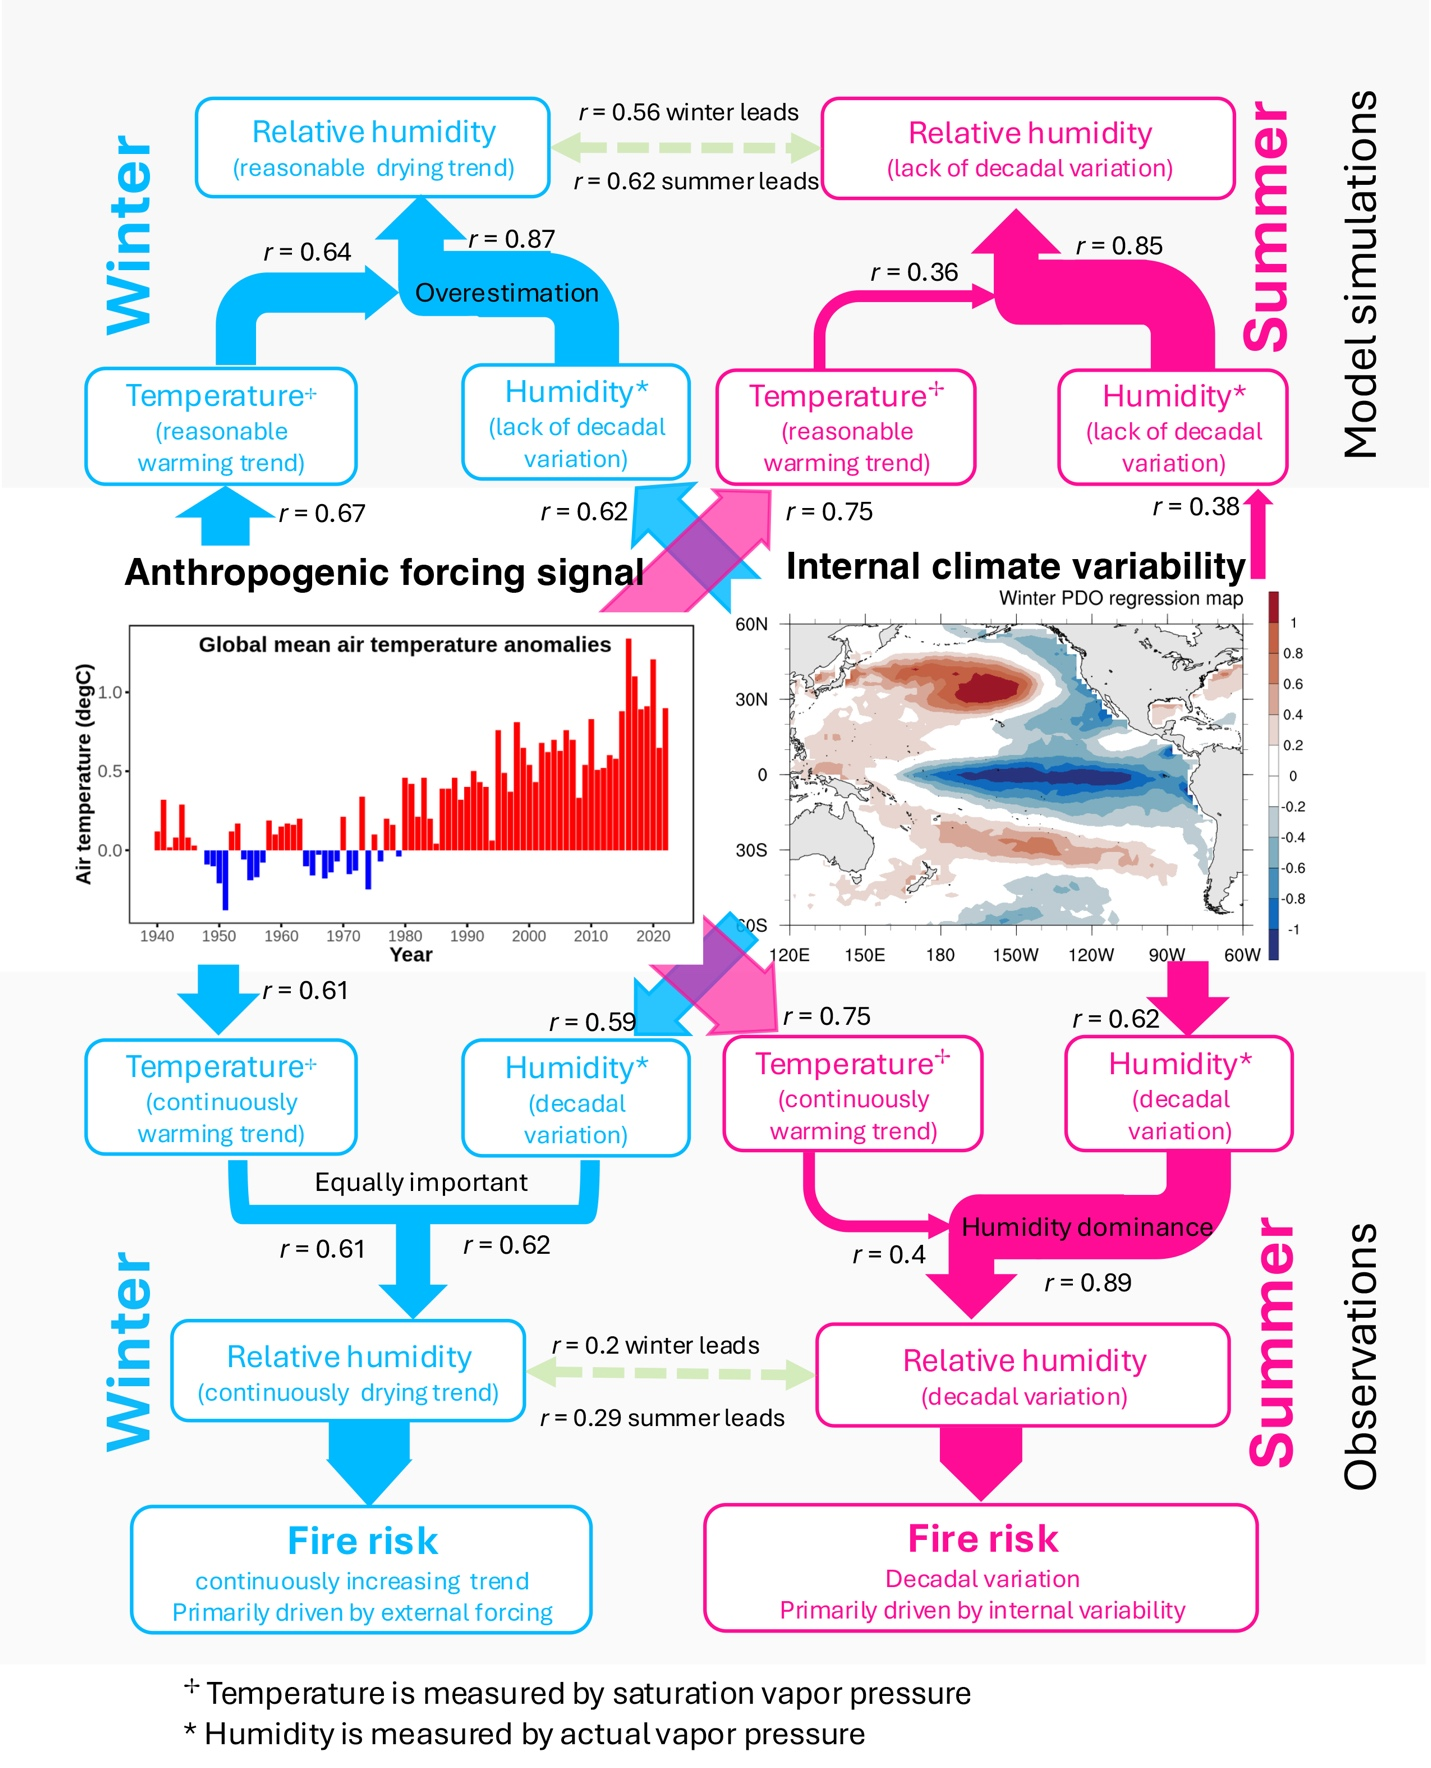 Winter
Relative humidity
(reasonable drying trend)
r = 0.56 winter leads
r = 0.62 summer leads
Relative humidity
(lack of decadal variation)
Summer
Model simulations
r = 0.64
r = 0.87
Overestimation
r = 0.36
r = 0.85
Temperature✢
(reasonable
warming trend)
Humidity*
(lack of decadal
variation)
Temperature✢
(reasonable
warming trend)
Humidity*
(lack of decadal
variation)
r = 0.67
r = 0.62
r = 0.75
r = 0.38
Anthropogenic forcing signal
Internal climate variability
Global mean air temperature anomalies
Air temperature (degC)
1.0
0.5
0.0
1940 1950 1960 1970 1980 1990 2000 2010 2020
Year
Winter PDO regression map
60N
30N
0
30S
60S
120E 150E 180 150W 120W 90W 60W
1
0.8
0.6
0.4
0.2
0
-0.2
-0.4
-0.6
-0.8
-1
r = 0.61
r = 0.59
r = 0.75
r = 0.62
Temperature✢
(continuously
warming trend)
Humidity*
(decadal
variation)
Temperature✢
(continuously
warming trend)
Humidity*
(decadal
variation)
Equally important
r = 0.61
r = 0.62
Humidity dominance
r = 0.4
r = 0.89
Winter
Relative humidity
(continuously drying trend)
r = 0.2 winter leads
r = 0.29 summer leads
Relative humidity
(decadal variation)
Summer
Observations
Fire risk
continuously increasing trend
Primarily driven by external forcing
Fire risk
Decadal variation
Primarily driven by internal variability
✢ Temperature is measured by saturation vapor pressure
* Humidity is measured by actual vapor pressure